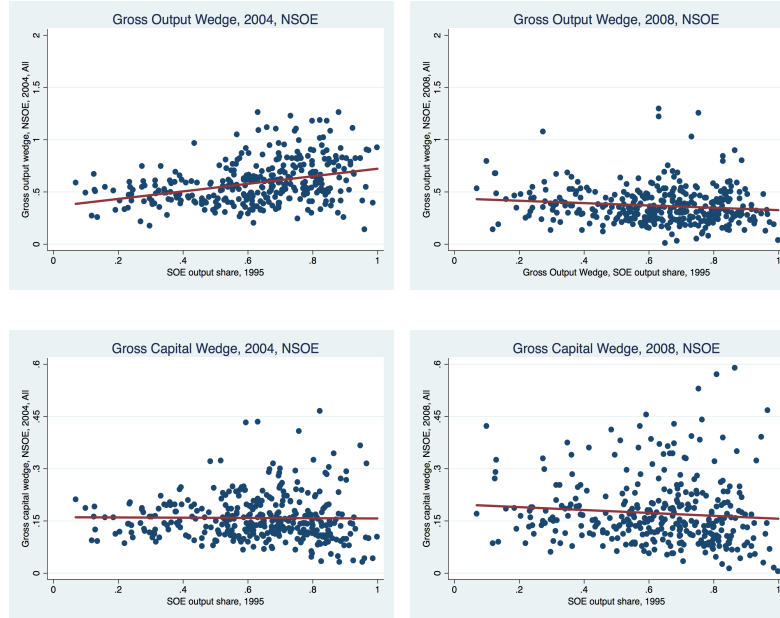 Gross Output Wedge, 2004, NSOE
Gross output wedge, NSOE, 2004, All
2
1.5
1
.5
0
0 .2 .4 .6 .8 1
SOE output share, 1995
Gross Output Wedge, 2008, NSOE
Gross output wedge, NSOE, 2008, All
2
1.5
1
.5
0
0 .2 .4 .6 .8 1
Gross Output Wedge, SOE output share, 1995
Gross Capital Wedge, 2004, NSOE
Gross capital wedge, NSOE, 2004, All
.6
.45
.3
.15
0
0 .2 .4 .6 .8 1
SOE output share, 1995
Gross Capital Wedge, 2008, NSOE
Gross capital wedge, NSOE, 2008, All
.6
.45
.3
.15
0
0 .2 .4 .6 .8 1
SOE output share, 1995